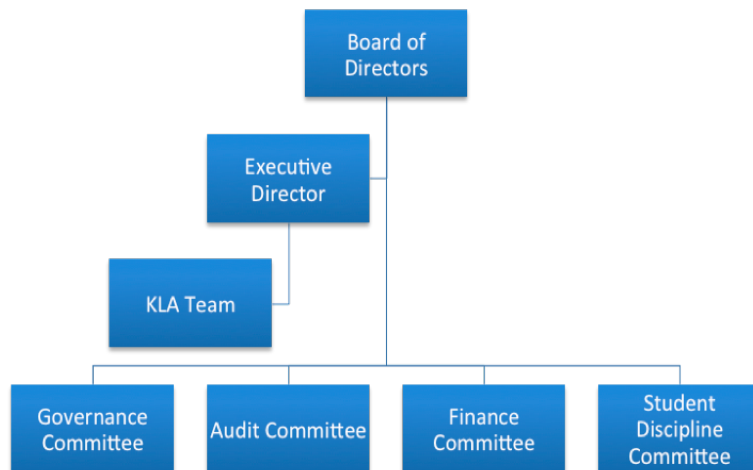 Board of
Directors
Executive
Director
KLA Team
Governance
Committee
Audit Committee
Finance
Committee
Student
Discipline
Committee